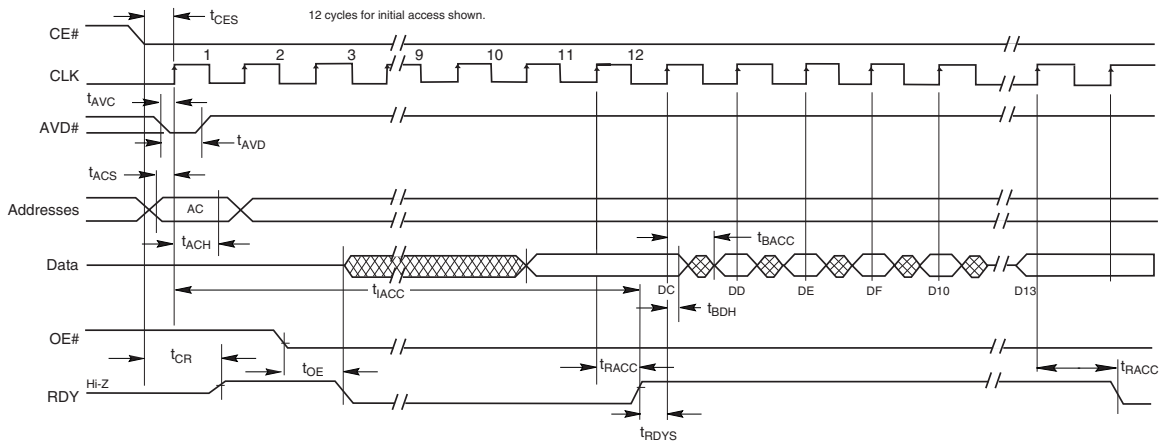 t_CES
12 cycles for initial access shown.
CE#
1 2 3 9 10 11 12
CLK
t_AVC
AVD#
t_AVD
t_ACS
Addresses
AC
t_ACH
t_BACC
Data
t_IACC
DC DD DE DF D10 D13
t_BDH
OE#
t_CR
t_OE
t_RACC
t_RACC
Hi-Z
RDY
t_RDYS